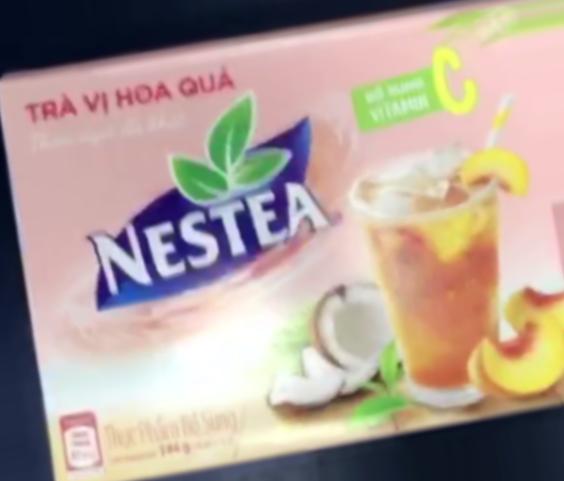 TRÀ VỊ HOA QUẢ
BỔ SUNG
VITAMIN C
NESTEA
Thực Phẩm Bổ Sung